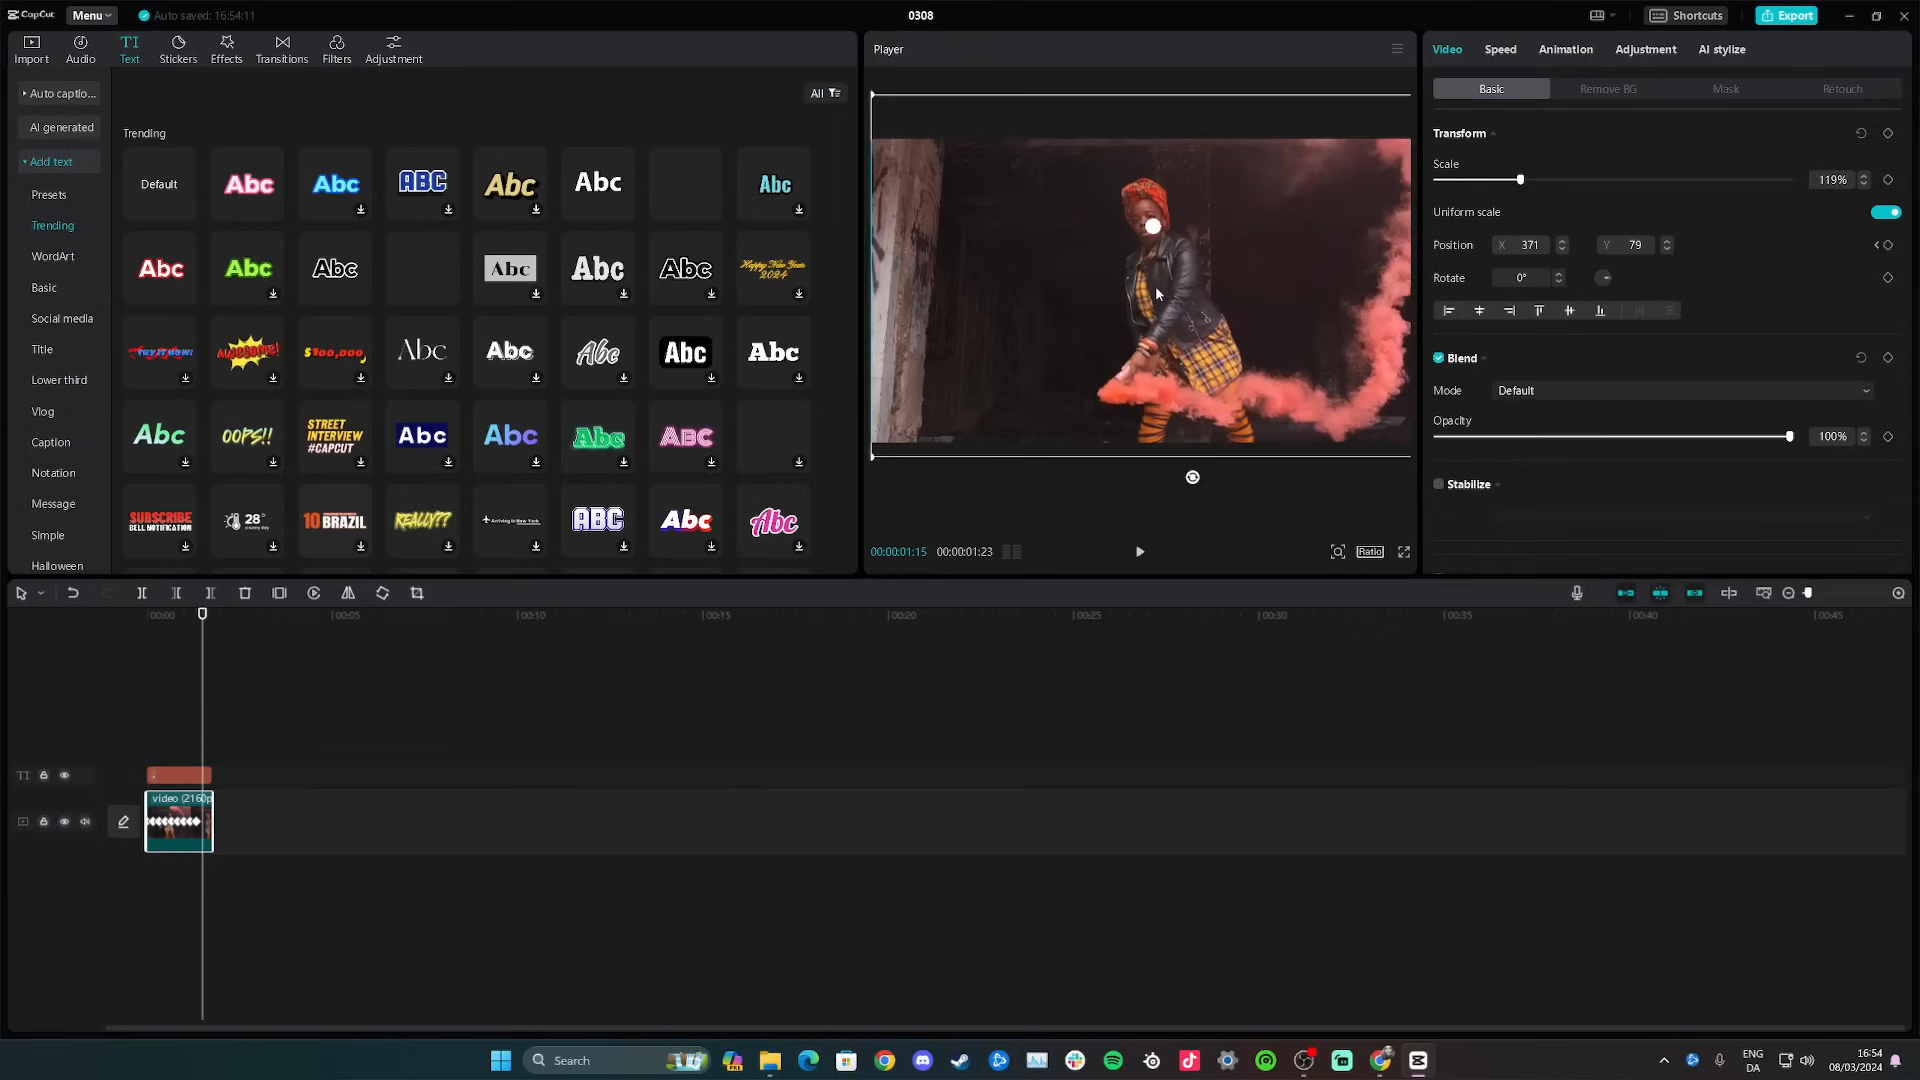 CapCut
Menu
Auto saved: 16:54:11
0308
Shortcuts
Export
Import
Audio
TI
Text
Stickers
Effects
Transitions
Filters
Adjustment
Auto captio...
AI generated
Add text
Presets
Trending
WordArt
Basic
Social media
Title
Lower third
Vlog
Caption
Notation
Message
Simple
Halloween
All
Trending
Default
Abc
Abc
ABC
Abc
Abc
Abc
Abc
Abc
Abc
Abc
Abc
Abc
Happy New Year
2024
AWESOME!
$100,000
Abc
Abc
Abc
Abc
Abc
Abc
OOPS!!
STREET
INTERVIEW
#CAPCUT
Abc
Abc
Abc
ABC
SUBSCRIBE
BELL NOTIFICATION
28°
10 BRAZIL
REALLY??
Arriving in New York
ABC
Abc
Abc
Player
00:00:01:15
00:00:01:23
Ratio
Video
Speed
Animation
Adjustment
AI stylize
Basic
Remove BG
Mask
Retouch
Transform
Scale
119%
Uniform scale
Position
X 371
Y 79
Rotate
0°
Blend
Mode
Default
Opacity
100%
Stabilize
00:00
00:05
00:10
00:15
00:20
00:25
00:30
00:35
00:40
00:45
TI
video (2160p
Search
PRE
ENG
DA
16:54
08/03/2024